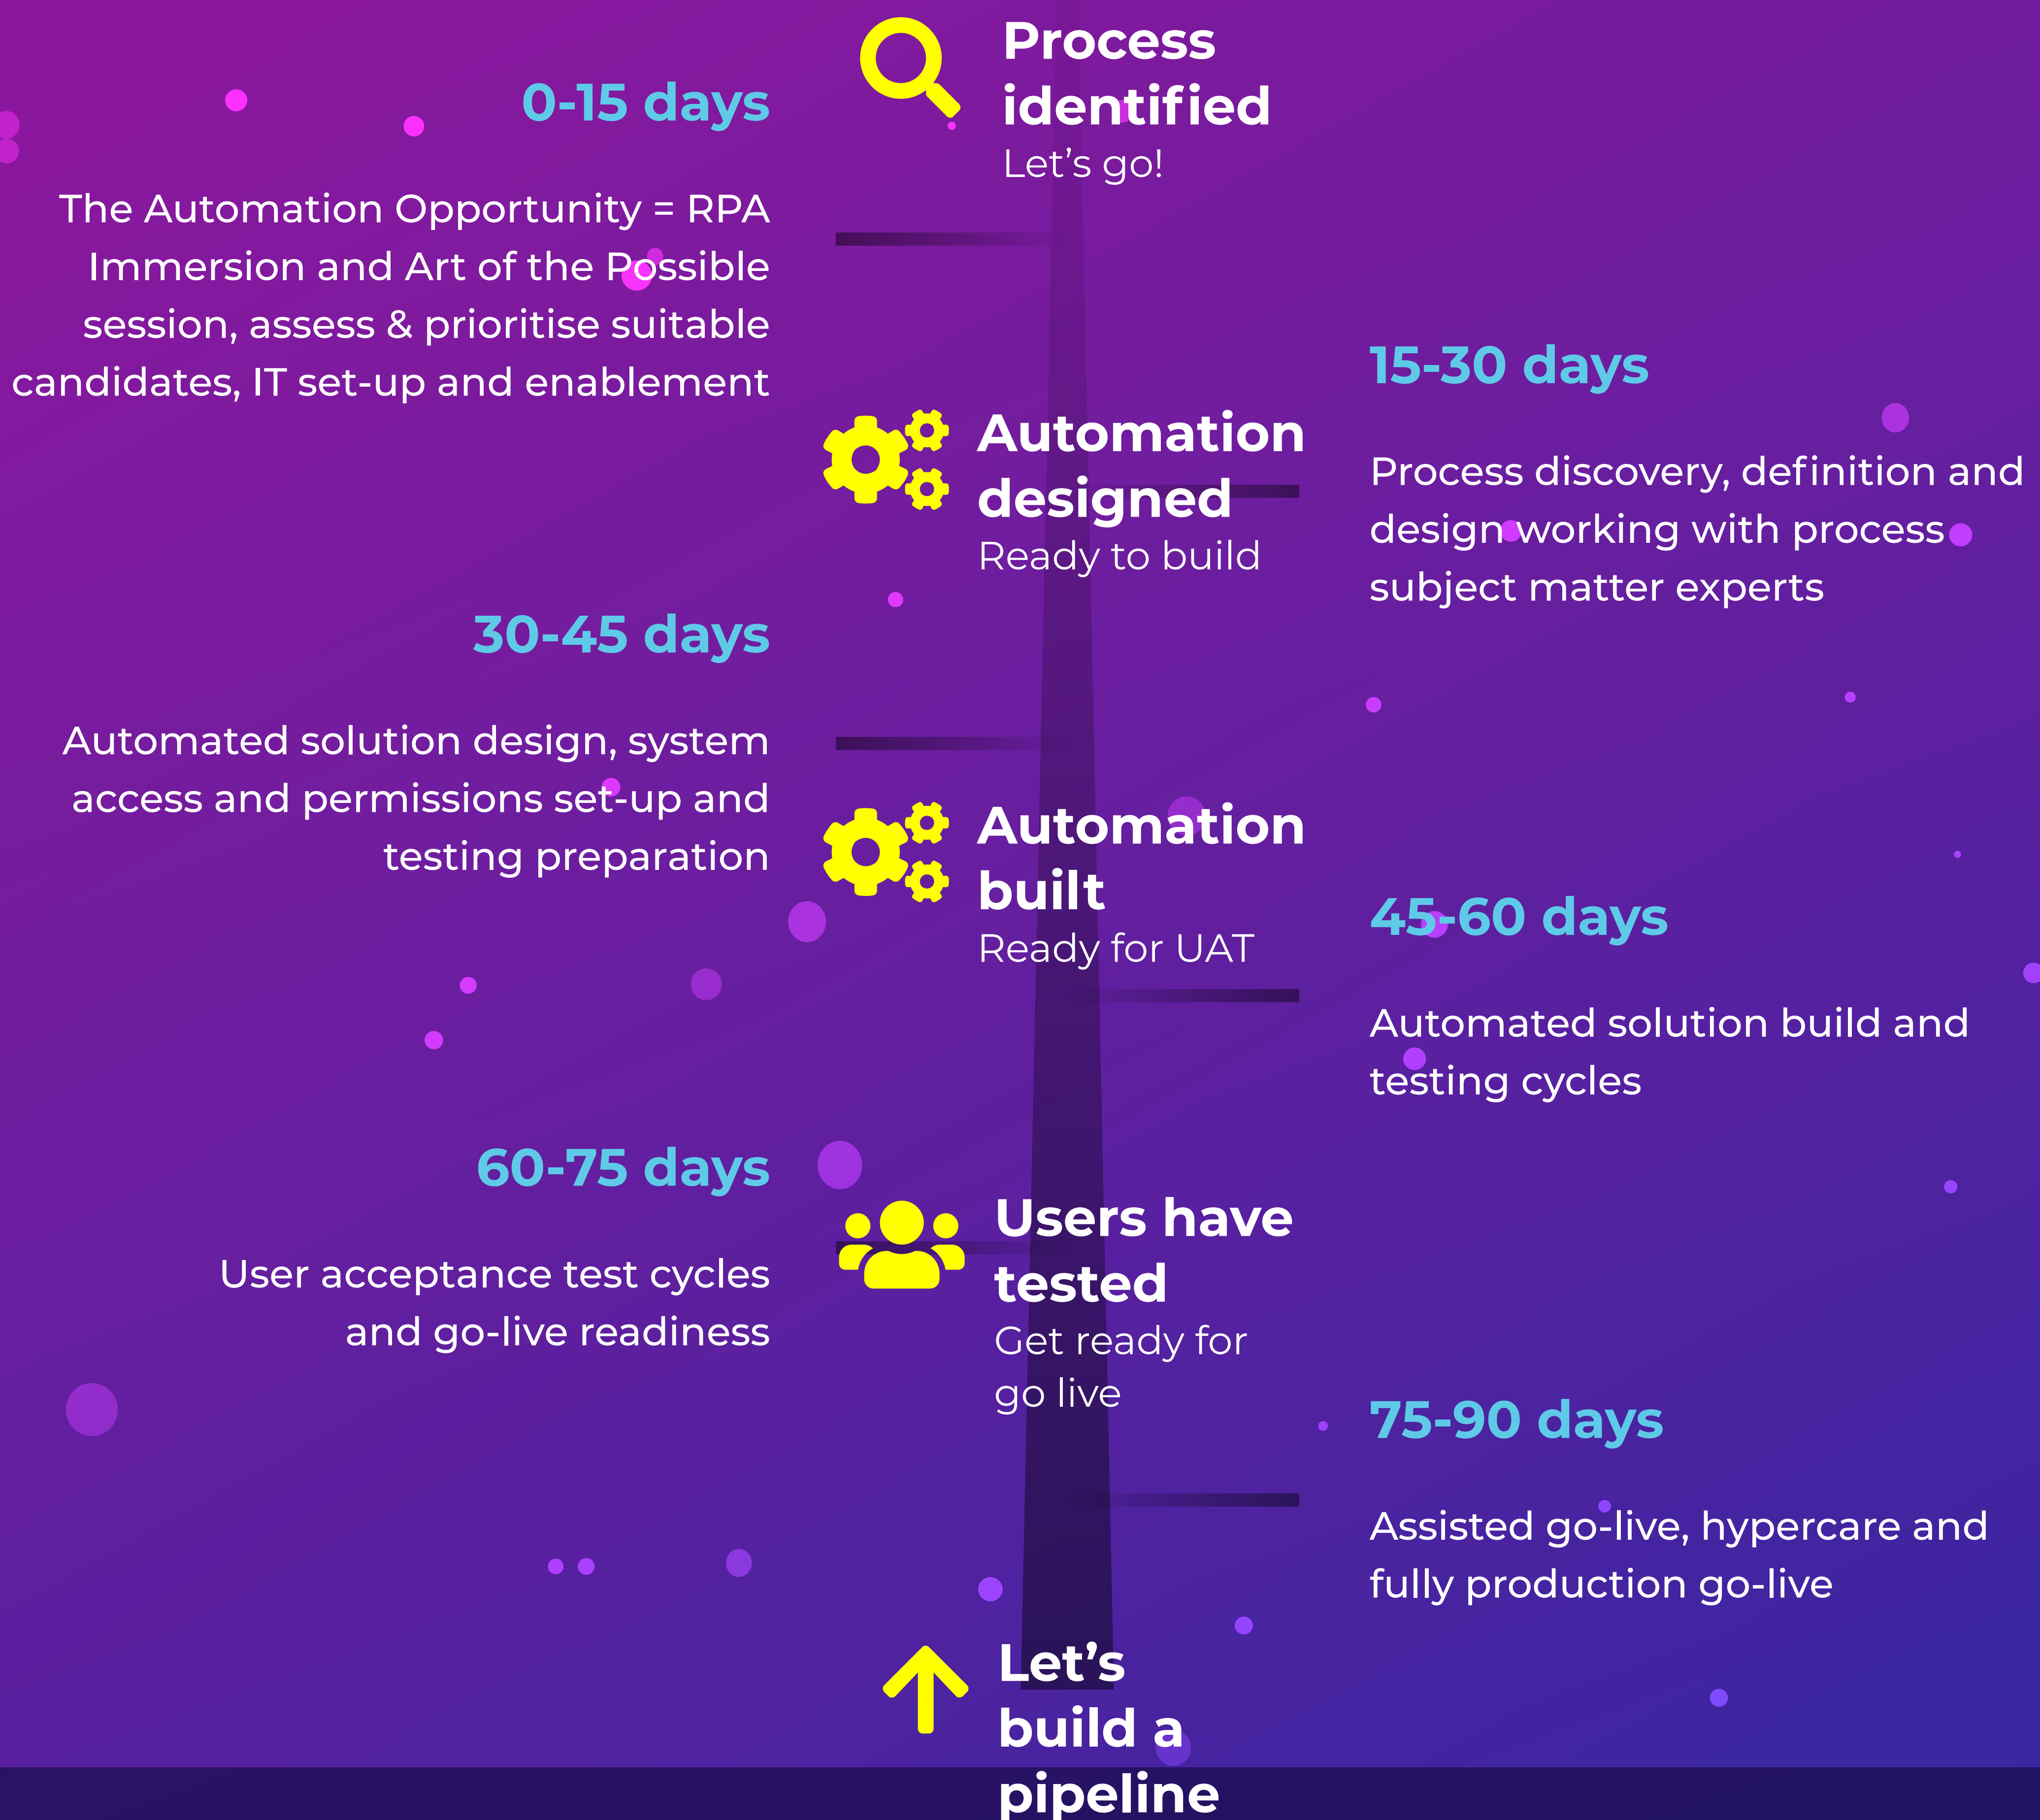 Process
identified
Let's go!
0-15 days
The Automation Opportunity = RPA
Immersion and Art of the Possible
session, assess & prioritise suitable
candidates, IT set-up and enablement
15-30 days
Process discovery, definition and
design working with process
subject matter experts
Automation
designed
Ready to build
30-45 days
Automated solution design, system
access and permissions set-up and
testing preparation
Automation
built
Ready for UAT
45-60 days
Automated solution build and
testing cycles
60-75 days
User acceptance test cycles
and go-live readiness
Users have
tested
Get ready for
go live
75-90 days
Assisted go-live, hypercare and
fully production go-live
Let’s
build a
pipeline